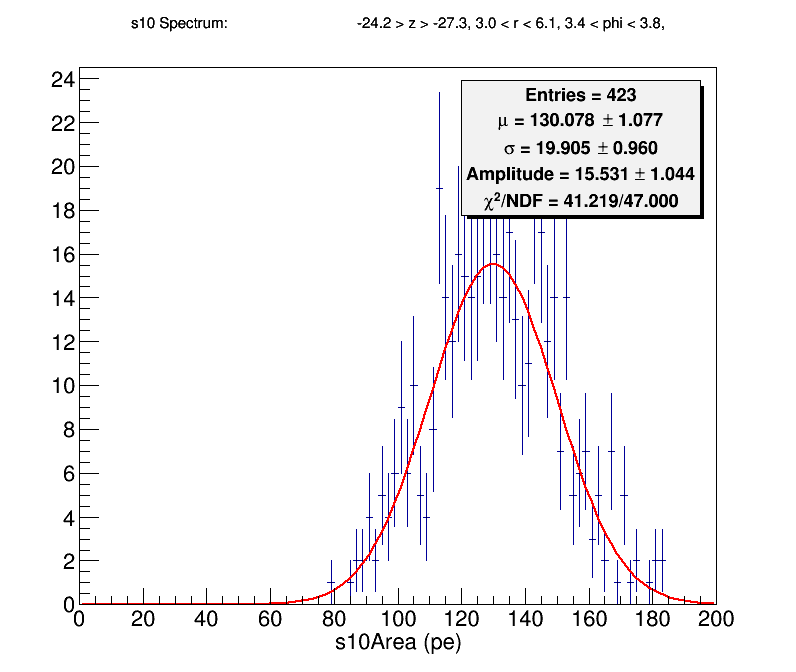 s10 Spectrum: -24.2 > z > -27.3, 3.0 < r < 6.1, 3.4 < phi < 3.8,
Entries = 423
μ = 130.078 ± 1.077
σ = 19.905 ± 0.960
Amplitude = 15.531 ± 1.044
χ²/NDF = 41.219/47.000
24
22
20
18
16
14
12
10
8
6
4
2
0
0 20 40 60 80 100 120 140 160 180 200
s10Area (pe)